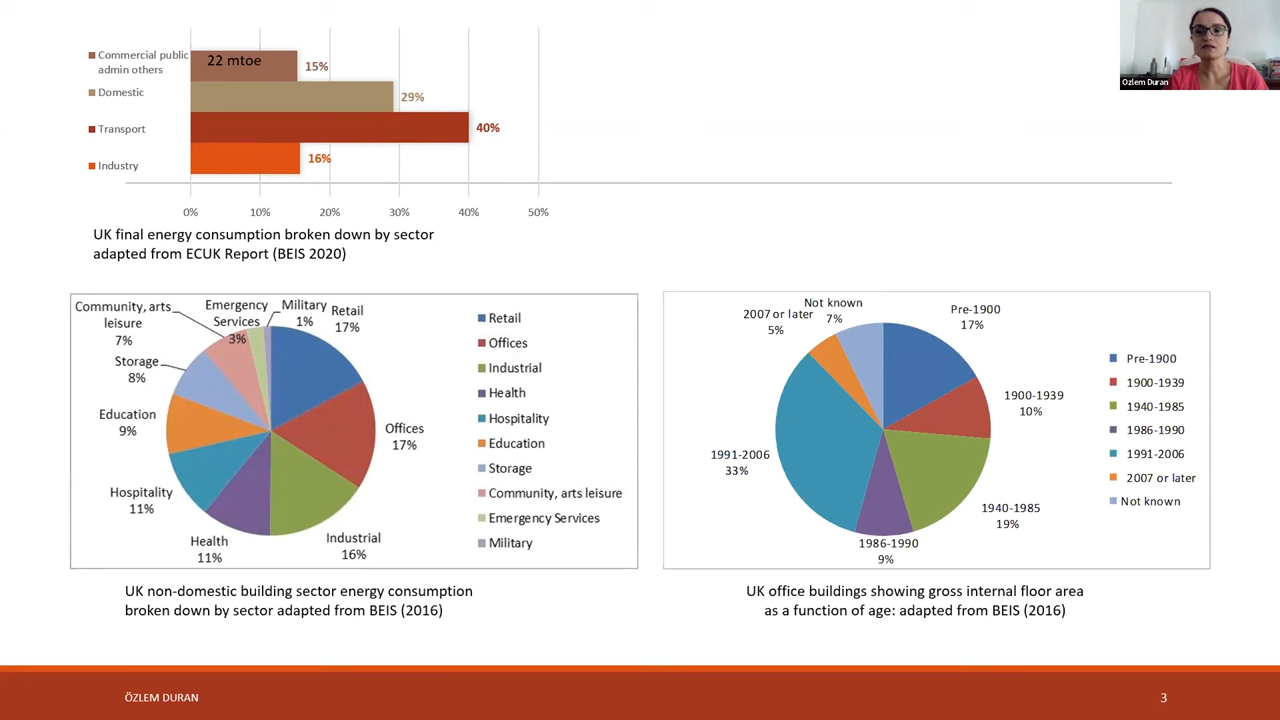 Commercial public
admin others
22 mtoe
15%
Domestic
29%
Transport
40%
Industry
16%
0%
10%
20%
30%
40%
50%
UK final energy consumption broken down by sector
adapted from ECUK Report (BEIS 2020)
Ozlem Duran
Community, arts
leisure
7%
Emergency
Services
3%
Military
1%
Retail
17%
Storage
8%
Education
9%
Offices
17%
Hospitality
11%
Health
11%
Industrial
16%
Retail
Offices
Industrial
Health
Hospitality
Education
Storage
Community, arts leisure
Emergency Services
Military
UK non-domestic building sector energy consumption
broken down by sector adapted from BEIS (2016)
Not known
7%
2007 or later
5%
Pre-1900
17%
1900-1939
10%
1991-2006
33%
1940-1985
19%
1986-1990
9%
Pre-1900
1900-1939
1940-1985
1986-1990
1991-2006
2007 or later
Not known
UK office buildings showing gross internal floor area
as a function of age: adapted from BEIS (2016)
ÖZLEM DURAN
3